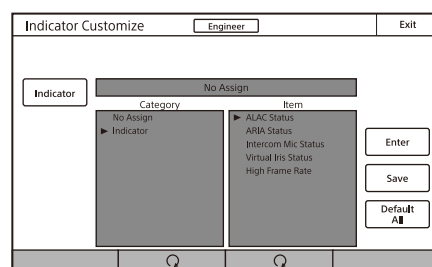 Indicator Customize
Engineer
Exit
Indicator
No Assign
Category
Item
No Assign
▶ Indicator
▶ ALAC Status
ARIA Status
Intercom Mic Status
Virtual Iris Status
High Frame Rate
Enter
Save
Default
All